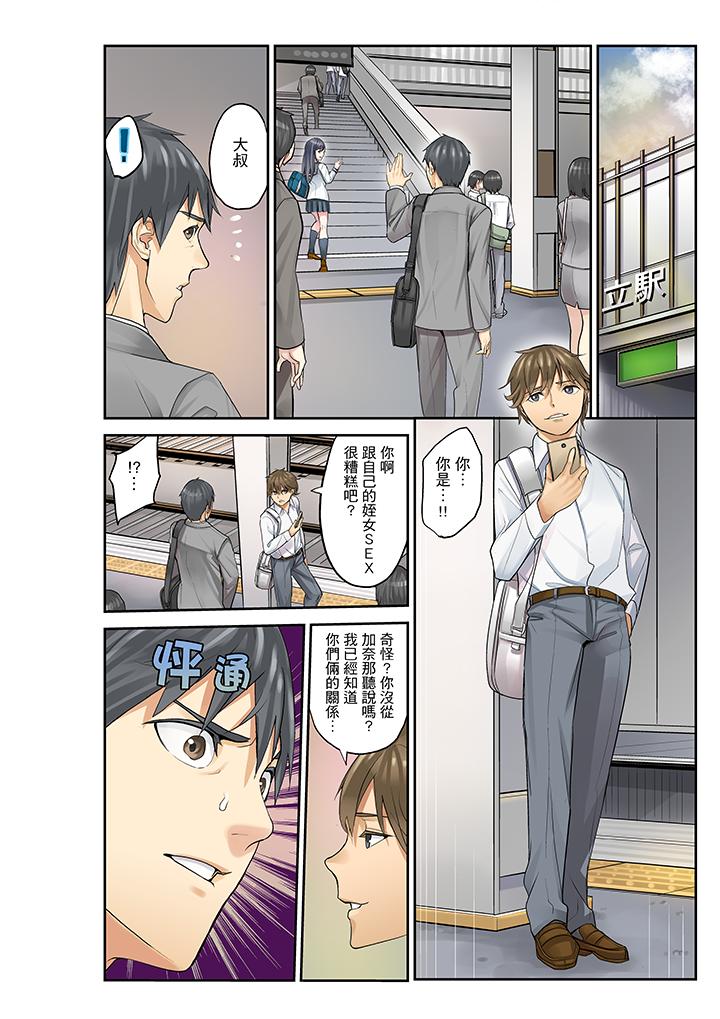 立駅
大叔
!
你…
你是…!!
你啊
跟自己的姪女SEX
很糟糕吧？
!?…
奇怪？你沒從
加奈那聽說嗎？
我已經知道
你們倆的關係…
怦通